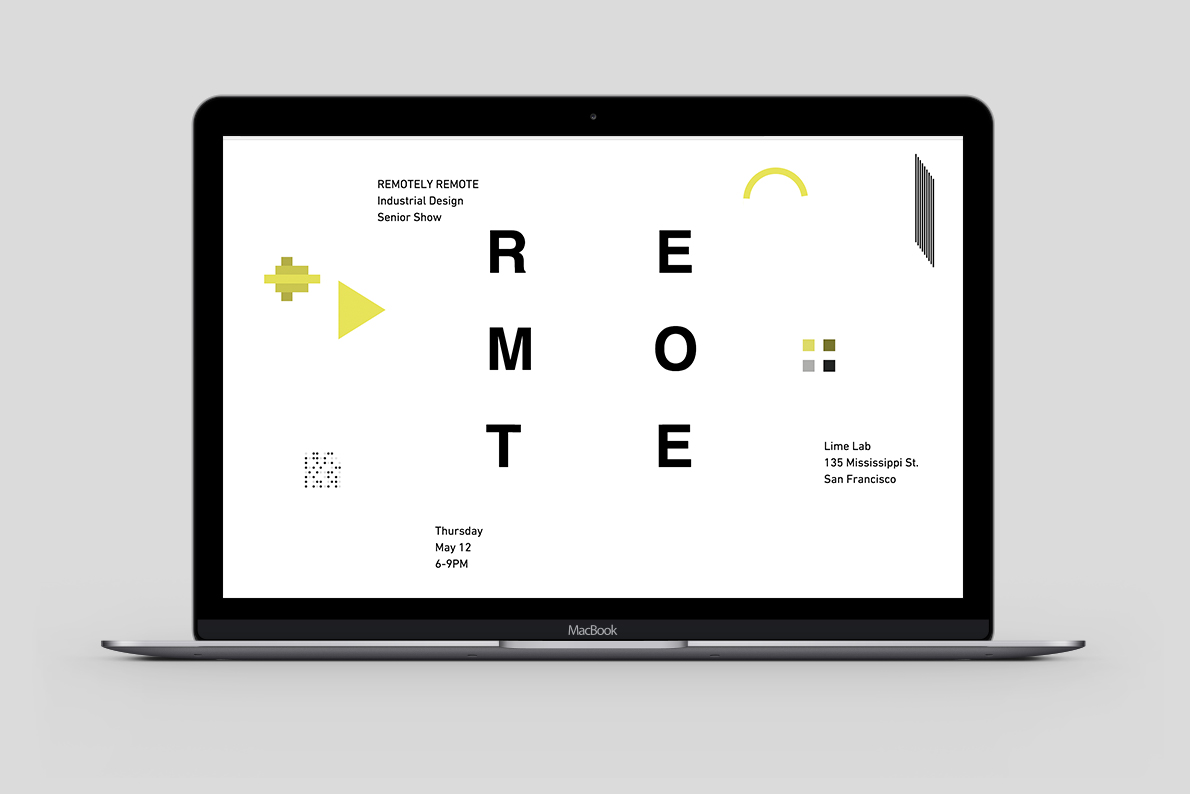 REMOTELY REMOTE
Industrial Design
Senior Show
R E
M O
T E
Lime Lab
135 Mississippi St.
San Francisco
Thursday
May 12
6-9PM
MacBook